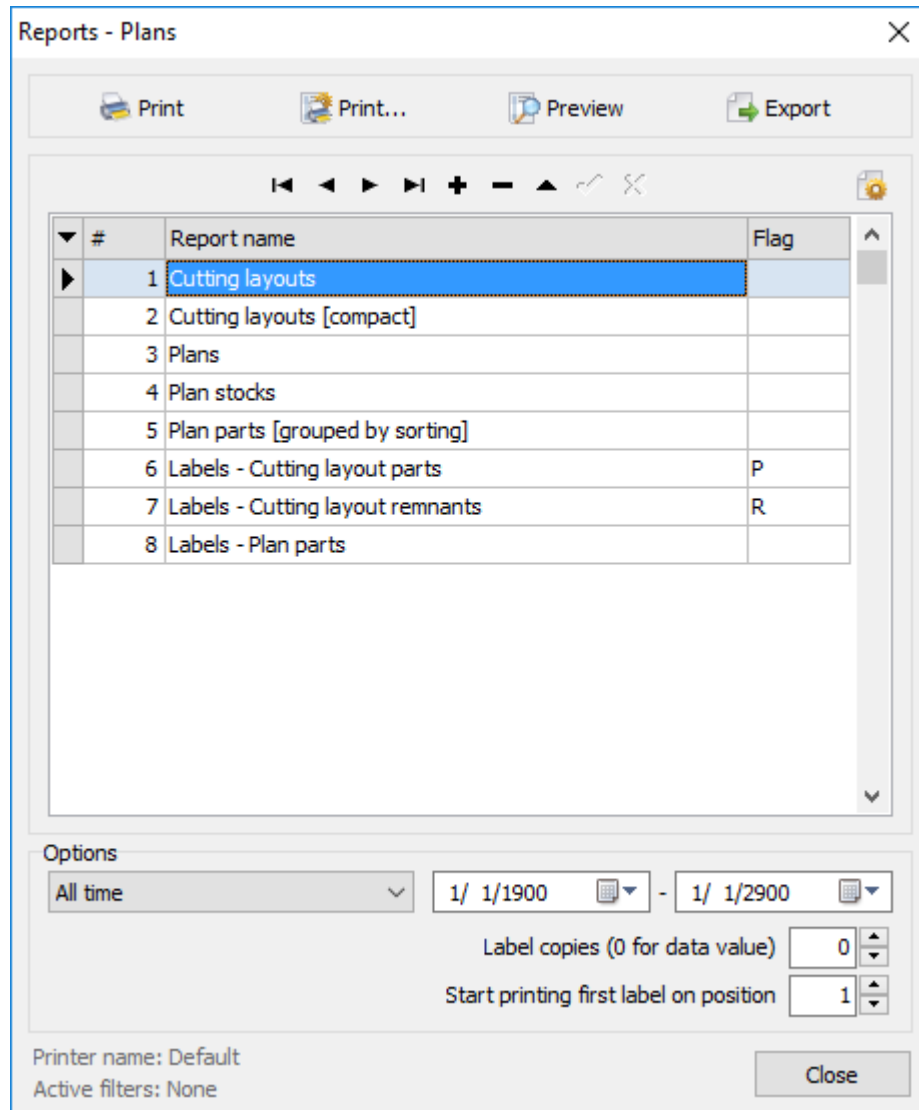 Reports - Plans
Print Print... Preview Export
# Report name Flag
1 Cutting layouts
2 Cutting layouts [compact]
3 Plans
4 Plan stocks
5 Plan parts [grouped by sorting]
6 Labels - Cutting layout parts P
7 Labels - Cutting layout remnants R
8 Labels - Plan parts
Options
All time 1/ 1/1900 - 1/ 1/2900
Label copies (0 for data value) 0
Start printing first label on position 1
Printer name: Default
Active filters: None
Close